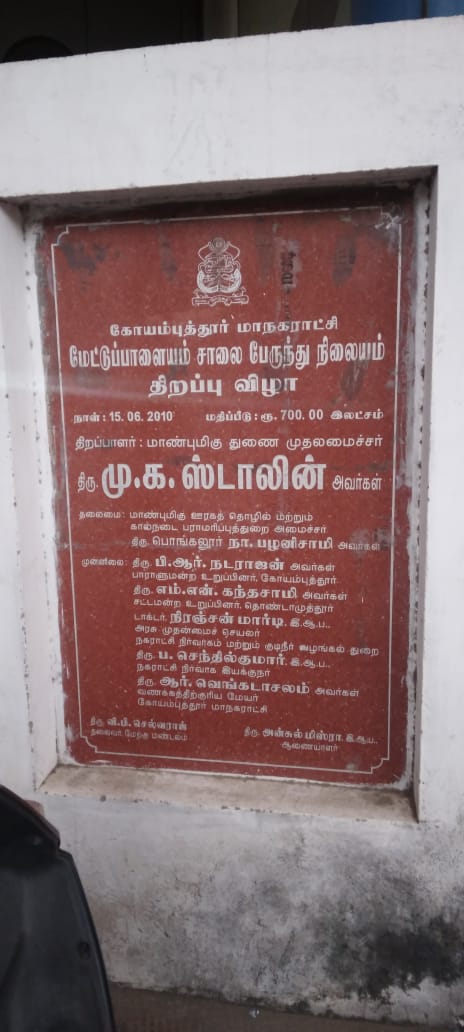 கோயம்புத்தூர் மாநகராட்சி
மேட்டுப்பாளையம் சாலை பேருந்து நிலையம்
திறப்பு விழா
நாள் : 15. 06. 2010 மதிப்பீடு : ரூ. 700. 00 இலட்சம்
திறப்பாளர் : மாண்புமிகு துணை முதலமைச்சர்
திரு. மு.க. ஸ்டாலின் அவர்கள்
தலைமை: மாண்புமிகு ஊரகத் தொழில் மற்றும்
கால்நடை பராமரிப்புத்துறை அமைச்சர்
திரு பொங்கலூர் நா. பழனிசாமி அவர்கள்
முன்னிலை: திரு. பி.ஆர். நடராஜன் அவர்கள்
பாராளுமன்ற உறுப்பினர், கோயம்புத்தூர்
திரு. எம்.என். கந்தசாமி அவர்கள்
சட்டமன்ற உறுப்பினர், தொண்டாமுத்தூர்
டாக்டர். நிரஞ்சன் மார்டி, இ.ஆ.ப.,
அரசு முதன்மைச் செயலர்
நகராட்சி நிர்வாகம் மற்றும் குடிநீர் வழங்கல் துறை
திரு. ப. செந்தில்குமார், இ.ஆ.ப.,
நகராட்சி நிர்வாக இயக்குநர்
திரு. ஆர். வெங்கடாசலம் அவர்கள்
வணக்கத்திற்குரிய மேயர்
கோயம்புத்தூர் மாநகராட்சி
திரு வி.பி. செல்வராஜ் திரு. அன்சுல் மிஸ்ரா, இ.ஆ.ப.,
தலைவர், மேற்கு மண்டலம் ஆணையாளர்